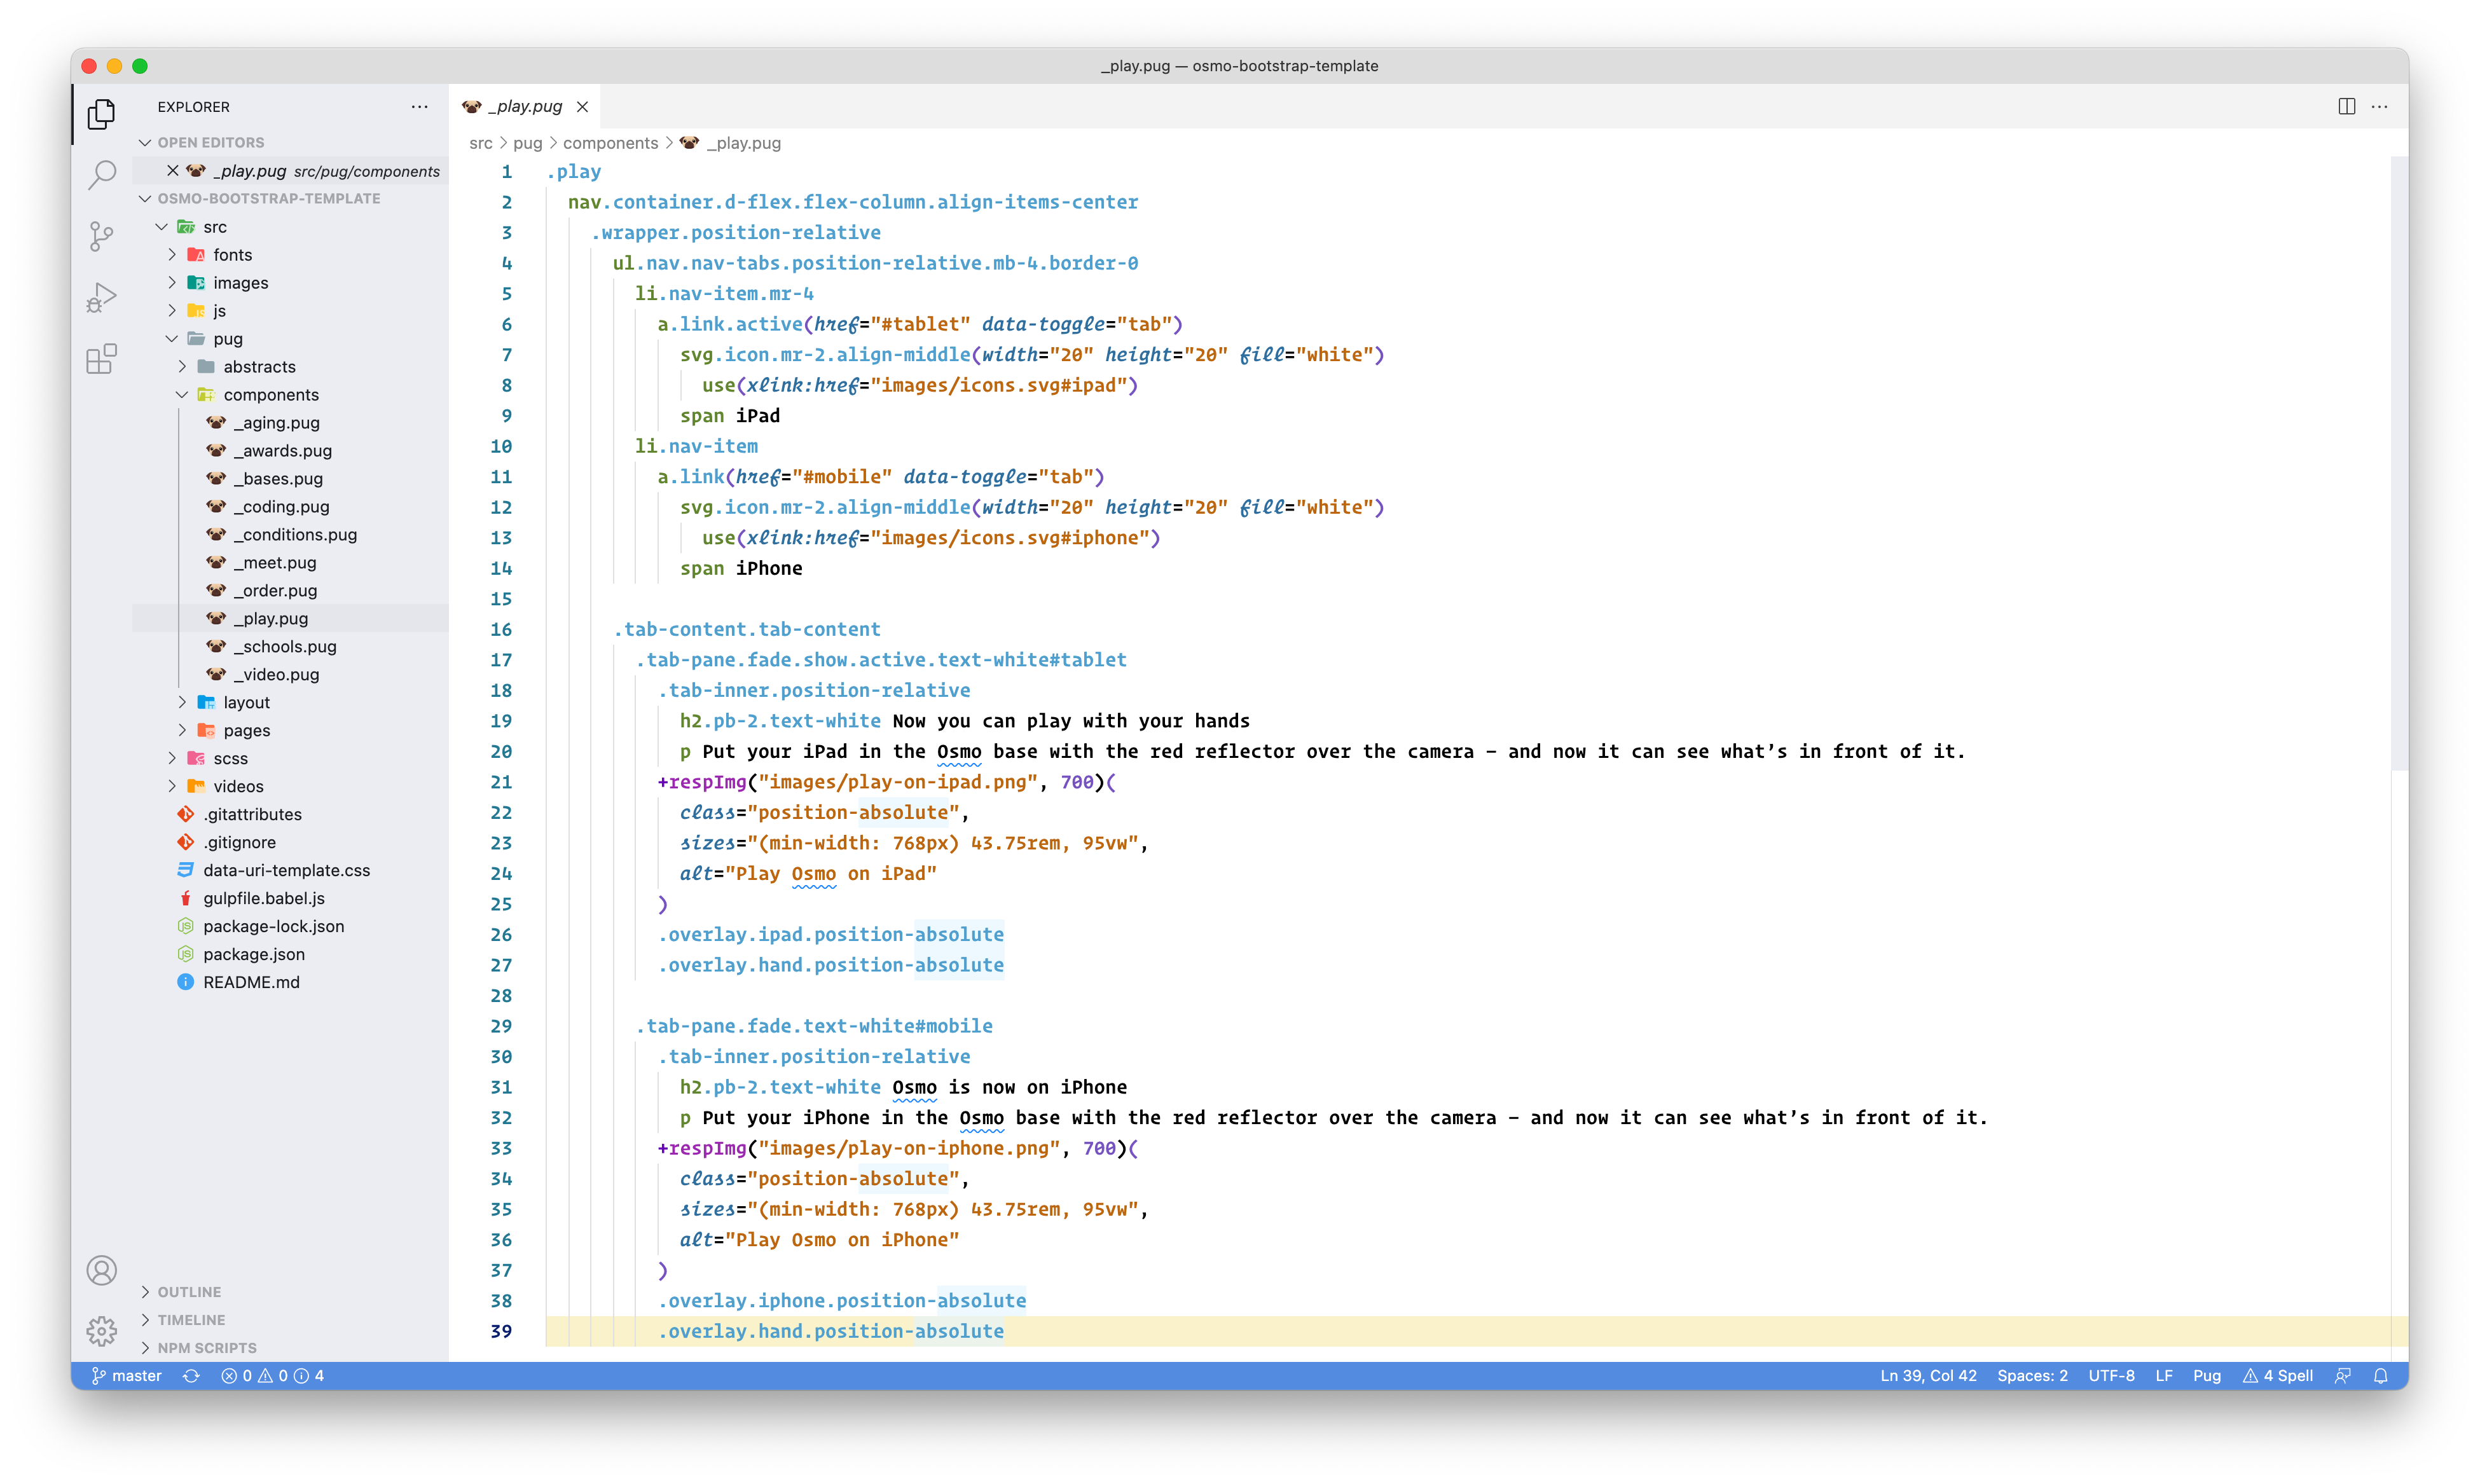 _play.pug — osmo-bootstrap-template
EXPLORER
OPEN EDITORS
_play.pug src/pug/components
OSMO-BOOTSTRAP-TEMPLATE
src
fonts
images
js
pug
abstracts
components
_aging.pug
_awards.pug
_bases.pug
_coding.pug
_conditions.pug
_meet.pug
_order.pug
_play.pug
_schools.pug
_video.pug
layout
pages
scss
videos
.gitattributes
.gitignore
data-uri-template.css
gulpfile.babel.js
package-lock.json
package.json
README.md
OUTLINE
TIMELINE
NPM SCRIPTS
_play.pug
src > pug > components > _play.pug
1 .play
2   nav.container.d-flex.flex-column.align-items-center
3     .wrapper.position-relative
4       ul.nav.nav-tabs.position-relative.mb-4.border-0
5         li.nav-item.mr-4
6           a.link.active(href="#tablet" data-toggle="tab")
7             svg.icon.mr-2.align-middle(width="20" height="20" fill="white")
8               use(xlink:href="images/icons.svg#ipad")
9             span iPad
10         li.nav-item
11           a.link(href="#mobile" data-toggle="tab")
12             svg.icon.mr-2.align-middle(width="20" height="20" fill="white")
13               use(xlink:href="images/icons.svg#iphone")
14             span iPhone
15
16       .tab-content.tab-content
17         .tab-pane.fade.show.active.text-white#tablet
18           .tab-inner.position-relative
19             h2.pb-2.text-white Now you can play with your hands
20             p Put your iPad in the Osmo base with the red reflector over the camera – and now it can see what’s in front of it.
21           +respImg("images/play-on-ipad.png", 700)(
22             class="position-absolute",
23             sizes="(min-width: 768px) 43.75rem, 95vw",
24             alt="Play Osmo on iPad"
25           )
26           .overlay.ipad.position-absolute
27           .overlay.hand.position-absolute
28
29         .tab-pane.fade.text-white#mobile
30           .tab-inner.position-relative
31             h2.pb-2.text-white Osmo is now on iPhone
32             p Put your iPhone in the Osmo base with the red reflector over the camera – and now it can see what’s in front of it.
33           +respImg("images/play-on-iphone.png", 700)(
34             class="position-absolute",
35             sizes="(min-width: 768px) 43.75rem, 95vw",
36             alt="Play Osmo on iPhone"
37           )
38           .overlay.iphone.position-absolute
39           .overlay.hand.position-absolute
master 0 0 4 Ln 39, Col 42 Spaces: 2 UTF-8 LF Pug 4 Spell